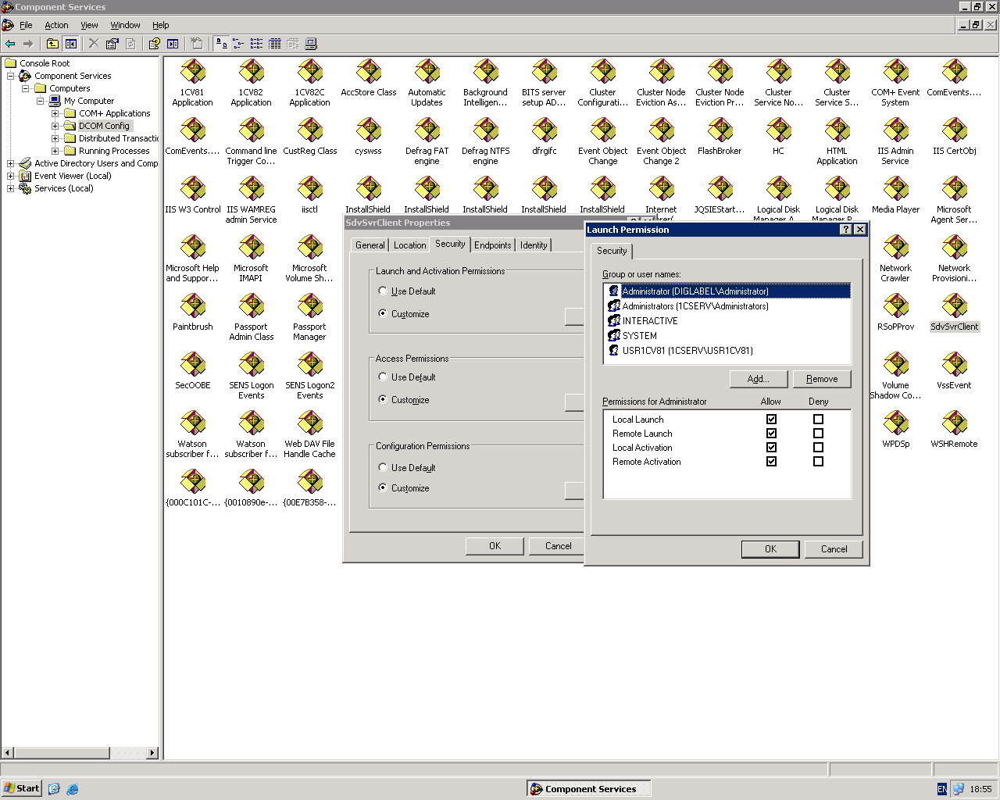 Component Services
File Action View Window Help
Console Root
Component Services
Computers
My Computer
COM+ Applications
DCOM Config
Distributed Transactic
Running Processes
Active Directory Users and Comp
Event Viewer (Local)
Services (Local)
1CV81 Application
1CV82 Application
1CV82C Application
AccStore Class
Automatic Updates
Background Intelligen...
BITS server setup AD...
Cluster Configurati...
Cluster Node Eviction As...
Cluster Node Eviction Pr...
Cluster Service No...
Cluster Service S...
COM+ Event System
ComEvents....
ComEvents....
Command line Trigger Co...
CustReg Class
cyswss
Defrag FAT engine
Defrag NTFS engine
dfrgifc
Event Object Change
Event Object Change 2
FlashBroker
HC
HTML Application
IIS Admin Service
IIS CertObj
IIS W3 Control
IIS WAMREG admin Service
iisctl
InstallShield
InstallShield
InstallShield
InstallShield
InstallShield
Internet
JQSIEStart...
Logical Disk
Logical Disk
Media Player
Microsoft Agent Ser...
Microsoft Help and Suppor...
Microsoft IMAPI
Microsoft Volume Sh...
Network Crawler
Network Provisioni...
Paintbrush
Passport Admin Class
Passport Manager
RSoPProv
SdvSvrClient
SecOOBE
SENS Logon Events
SENS Logon2 Events
Volume Shadow Co...
VssEvent
Watson subscriber f...
Watson subscriber f...
Web DAV File Handle Cache
WPDSp
WSHRemote
{000C101C-...
{0010890e-...
{00E7B358-...
SdvSvrClient Properties
General Location Security Endpoints Identity
Launch and Activation Permissions
Use Default
Customize
Access Permissions
Use Default
Customize
Configuration Permissions
Use Default
Customize
OK Cancel
Launch Permission
Security
Group or user names:
Administrator (DIGLABEL\Administrator)
Administrators (1CSERV\Administrators)
INTERACTIVE
SYSTEM
USR1CV81 (1CSERV\USR1CV81)
Add... Remove
Permissions for Administrator Allow Deny
Local Launch
Remote Launch
Local Activation
Remote Activation
OK Cancel
Start
Component Services
EN
18:55